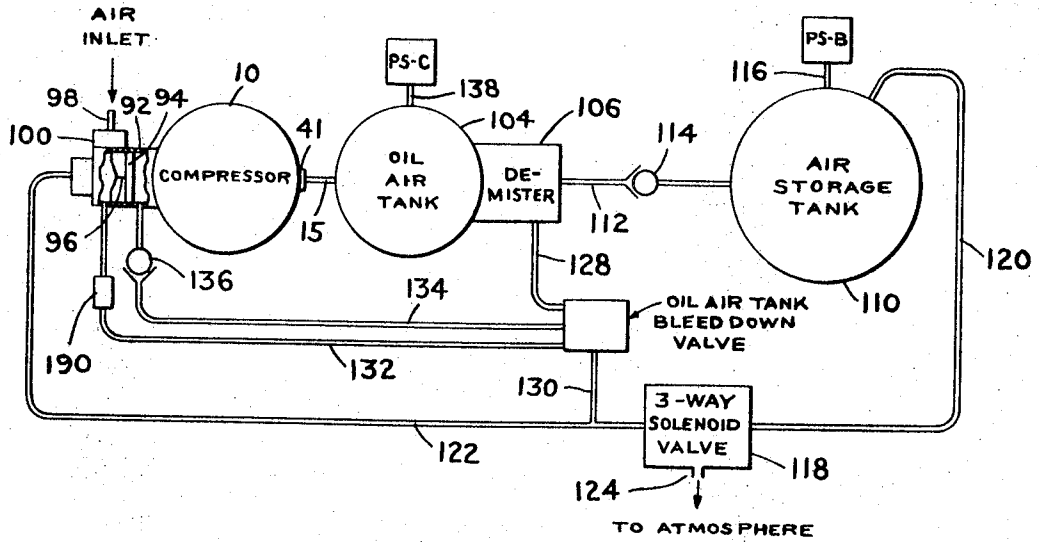 AIR
INLET
98
100
10
92
94
41
PS-C
138
104
106
PS-B
116
114
COMPRESSOR
OIL
AIR
TANK
DE-
MISTER
AIR
STORAGE
TANK
15
112
96
136
128
120
110
134
OIL AIR TANK
BLEED DOWN
VALVE
190
132
130
3-WAY
SOLENOID
VALVE
122
118
124
TO ATMOSPHERE